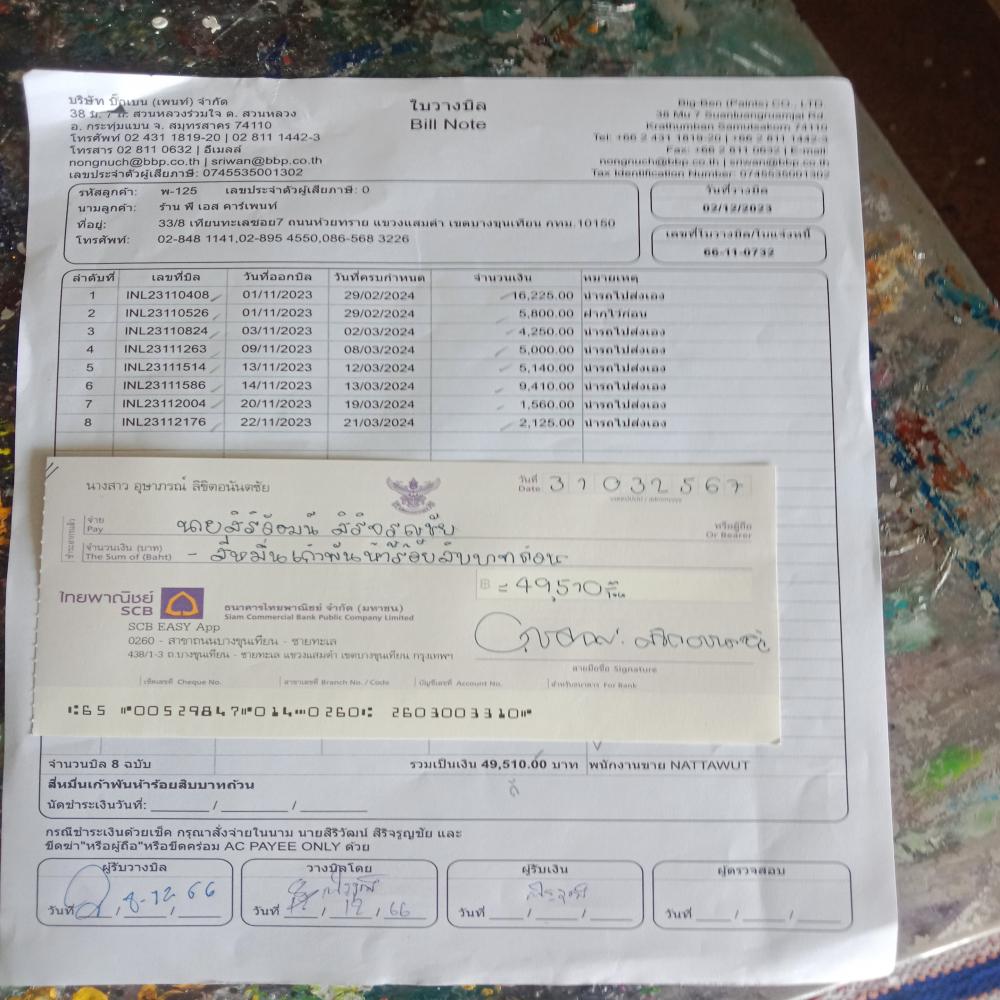 บริษัท บิ๊กเบน (เพนท์) จำกัด
38 ม. 7 ถ. สวนหลวงร่วมใจ ต. สวนหลวง
อ. กระทุ่มแบน จ. สมุทรสาคร 74110
โทรศัพท์ 02 431 1819-20 | 02 811 1442-3
โทรสาร 02 811 0632 | อีเมลล์
nongnuch@bbp.co.th | sriwan@bbp.co.th
เลขประจำตัวผู้เสียภาษี: 0745535001302
ใบวางบิล
Bill Note
Big-Ben (Paints) CO., LTD.
38 Mu 7 Suanluangruamjai Rd.
Krathumban Samutsakorn 74110
Tel: +66 2 431 1819-20 | +66 2 811 1442-3
Fax: +66 2 811 0632 | E-mail:
nongnuch@bbp.co.th | sriwan@bbp.co.th
Tax Identification Number: 0745535001302
รหัสลูกค้า: พ-125 เลขประจำตัวผู้เสียภาษี: 0
นามลูกค้า: ร้าน พี เอส คาร์เพนท์
ที่อยู่: 33/8 เทียนทะเลซอย7 ถนนห้วยทราย แขวงแสมดำ เขตบางขุนเทียน กทม.10150
โทรศัพท์: 02-848 1141,02-895 4550,086-568 3226
วันที่วางบิล
02/12/2023
เลขที่ใบวางบิล/ใบแจ้งหนี้
66-11-0732
ลำดับที่ เลขที่บิล วันที่ออกบิล วันที่ครบกำหนด จำนวนเงิน หมายเหตุ
1 INL23110408 01/11/2023 29/02/2024 16,225.00 นำรถไปส่งเอง
2 INL23110526 01/11/2023 29/02/2024 5,800.00 ฝากไว้ก่อน
3 INL23110824 03/11/2023 02/03/2024 4,250.00 นำรถไปส่งเอง
4 INL23111263 09/11/2023 08/03/2024 5,000.00 นำรถไปส่งเอง
5 INL23111514 13/11/2023 12/03/2024 5,140.00 นำรถไปส่งเอง
6 INL23111586 14/11/2023 13/03/2024 9,410.00 นำรถไปส่งเอง
7 INL23112004 20/11/2023 19/03/2024 1,560.00 นำรถไปส่งเอง
8 INL23112176 22/11/2023 21/03/2024 2,125.00 นำรถไปส่งเอง
นางสาว อุษาภรณ์ ลิขิตอนันตชัย
วันที่ Date 31032567
จ่าย Pay นายสิริวัฒน์ สิริจรูญชัย หรือผู้ถือ Or Bearer
จำนวนเงิน (บาท) The Sum of (Baht) - สี่หมื่นเก้าพันห้าร้อยสิบบาทถ้วน
฿ = 49,510
ไทยพาณิชย์
SCB
ธนาคารไทยพาณิชย์ จำกัด (มหาชน)
Siam Commercial Bank Public Company Limited
SCB EASY App
0260 - สาขาถนนบางขุนเทียน - ชายทะเล
438/1-3 ถ.บางขุนเทียน - ชายทะเล แขวงแสมดำ เขตบางขุนเทียน กรุงเทพฯ
ลายมือชื่อ Signature
เช็คเลขที่ Cheque No. สาขาเลขที่ Branch No. / Code บัญชีเลขที่ Account No. สำหรับธนาคาร For Bank
⑆65 ⑈00529847⑈014⑉0260⑆ 2603003310⑈
จำนวนบิล 8 ฉบับ รวมเป็นเงิน 49,510.00 บาท พนักงานขาย NATTAWUT
สี่หมื่นเก้าพันห้าร้อยสิบบาทถ้วน
นัดชำระเงินวันที่: / /
กรณีชำระเงินด้วยเช็ค กรุณาสั่งจ่ายในนาม นายสิริวัฒน์ สิริจรูญชัย และ
ขีดฆ่า"หรือผู้ถือ"หรือขีดคร่อม AC PAYEE ONLY ด้วย
ผู้รับวางบิล วางบิลโดย ผู้รับเงิน ผู้ตรวจสอบ
8-12 66
วันที่ / / วันที่ / 12 / 66 วันที่ / / วันที่ / /